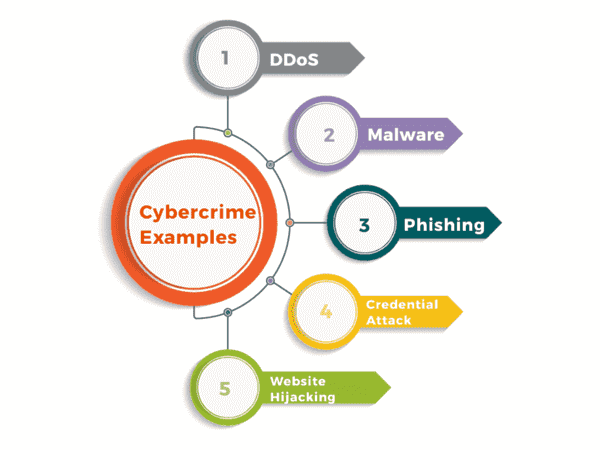 1
DDoS
2
Malware
3
Phishing
Cybercrime
Examples
4
Credential
Attack
5
Website
Hijacking